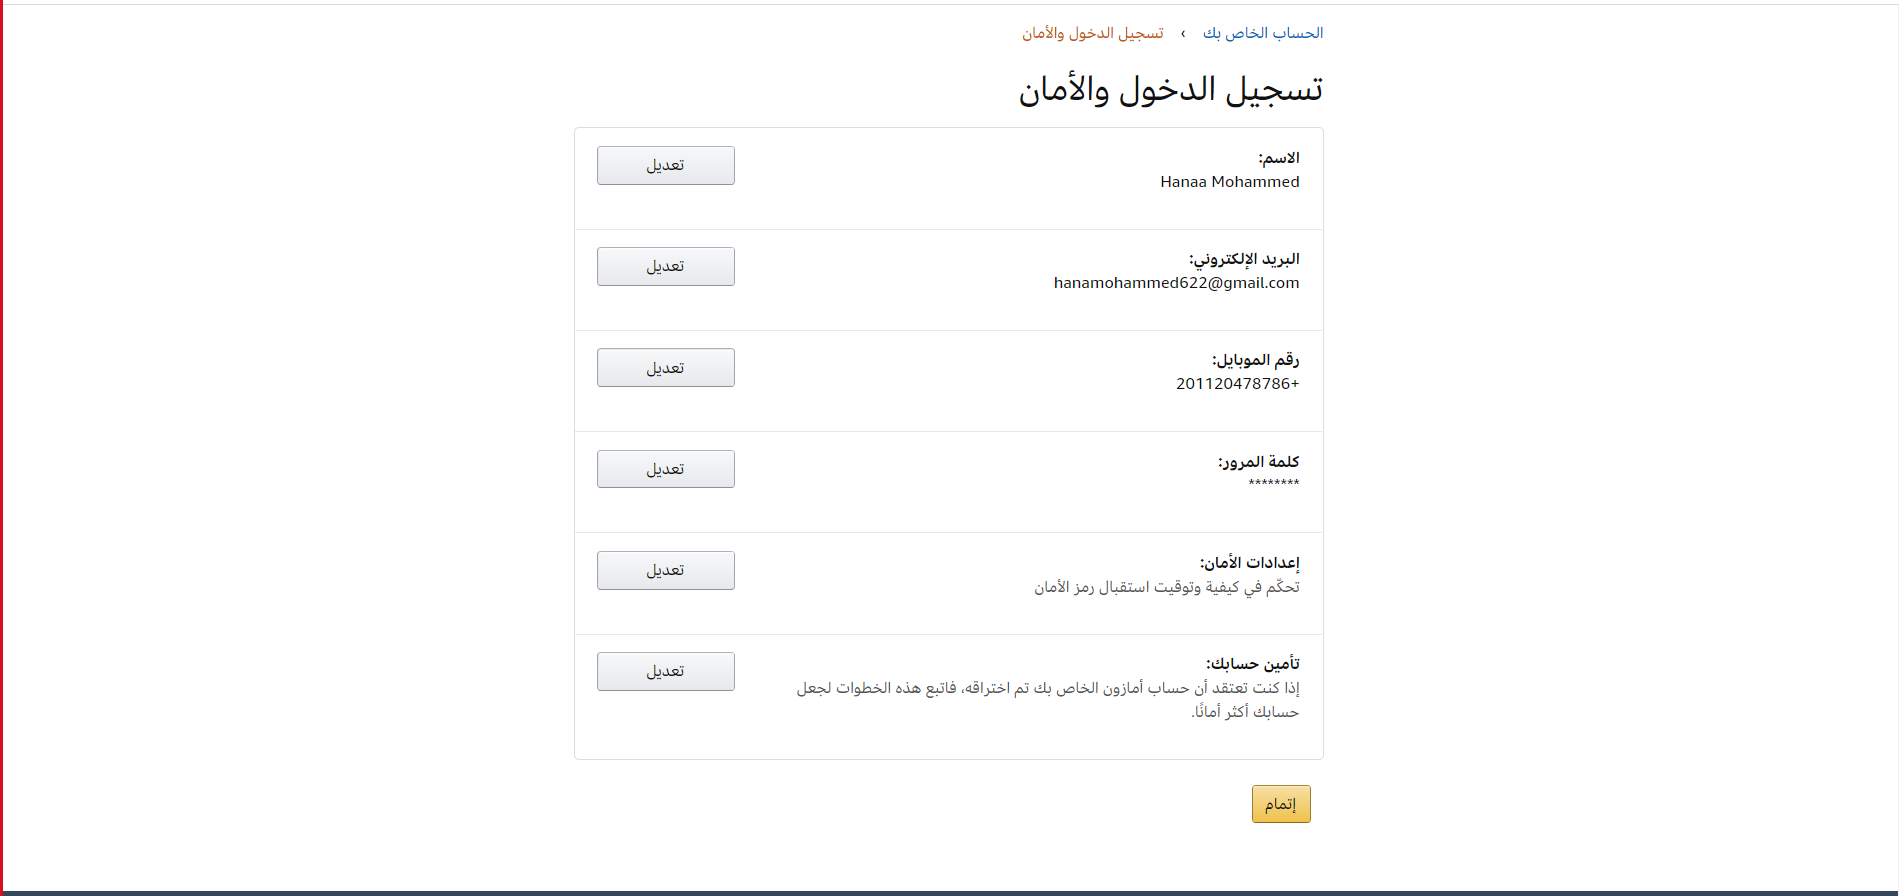 الحساب الخاص بك › تسجيل الدخول والأمان
تسجيل الدخول والأمان
الاسم:
Hanaa Mohammed
تعديل
البريد الإلكتروني:
hanamohammed622@gmail.com
تعديل
رقم الموبايل:
201120478786+
تعديل
كلمة المرور:
********
تعديل
إعدادات الأمان:
تحكّم في كيفية وتوقيت استقبال رمز الأمان
تعديل
تأمين حسابك:
إذا كنت تعتقد أن حساب أمازون الخاص بك تم اختراقه، فاتبع هذه الخطوات لجعل
حسابك أكثر أمانًا.
تعديل
إتمام